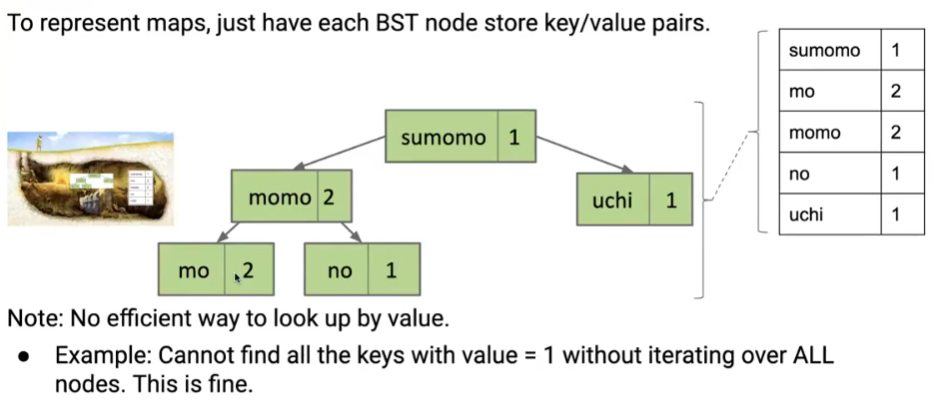 To represent maps, just have each BST node store key/value pairs.
sumomo 1
momo 2
uchi 1
mo 2
no 1
sumomo 1
mo 2
momo 2
no 1
uchi 1
Note: No efficient way to look up by value.
● Example: Cannot find all the keys with value = 1 without iterating over ALL
nodes. This is fine.